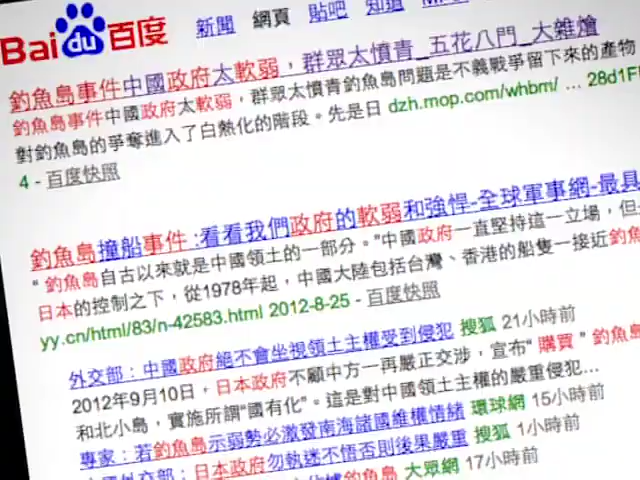 Baidu百度 新聞 網頁 貼吧 知道
釣魚島事件中國政府太軟弱，群眾太憤青_五花八門_大雜燴
釣魚島事件中國政府太軟弱，群眾太憤青釣魚島問題是不義戰爭留下來的產物
對釣魚島的爭奪進入了白熱化的階段。先是日 dzh.mop.com/whbm/ ... 28d1F
4 - 百度快照
釣魚島撞船事件 :看看我們政府的軟弱和強悍-全球軍事網-最具
“ 釣魚島自古以來就是中國領土的一部分。”中國政府一直堅持這一立場，但
日本的控制之下，從1978年起，中國大陸包括台灣、香港的船隻一接近釣魚
yy.cn/html/83/n-42583.html 2012-8-25 - 百度快照
外交部：中國政府絕不會坐視領土主權受到侵犯 搜狐 21小時前
2012年9月10日，日本政府不顧中方一再嚴正交涉，宣布“ 購買 ” 釣魚島
和北小島，實施所謂“國有化”。這是對中國領土主權的嚴重侵犯...
專家：若釣魚島示弱勢必激發南海諸國維權情緒 環球網 15小時前
中國外交部：日本政府勿執迷不悟否則後果嚴重 搜狐 1小時前
釣魚島 大眾網 17小時前